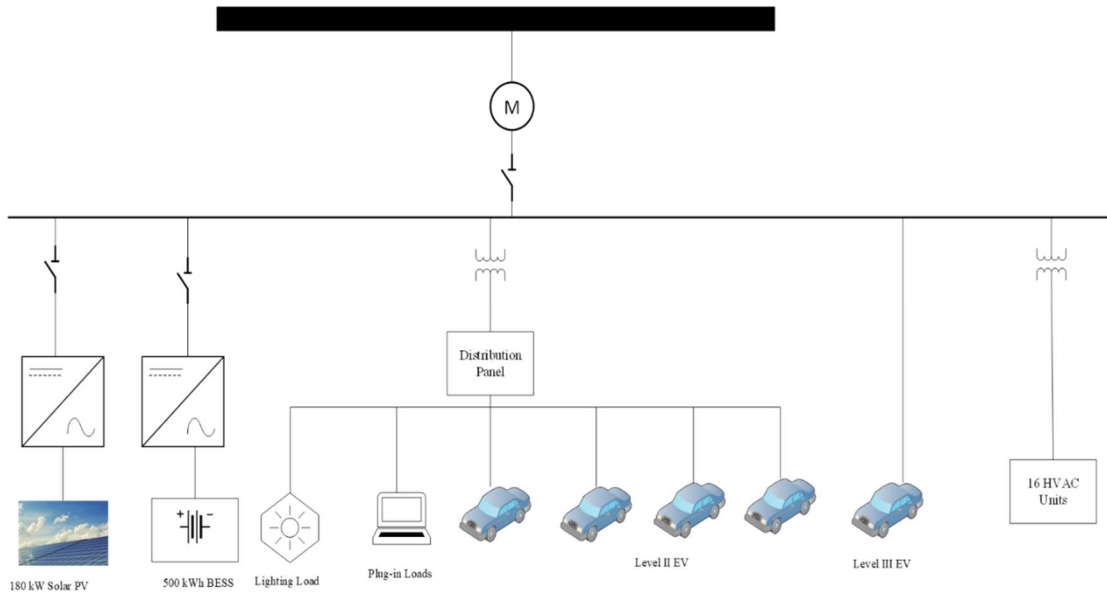 M
Distribution
Panel
16 HVAC
Units
+ -
180 kW Solar PV
500 kWh BESS
Lighting Load
Plug-in Loads
Level II EV
Level III EV